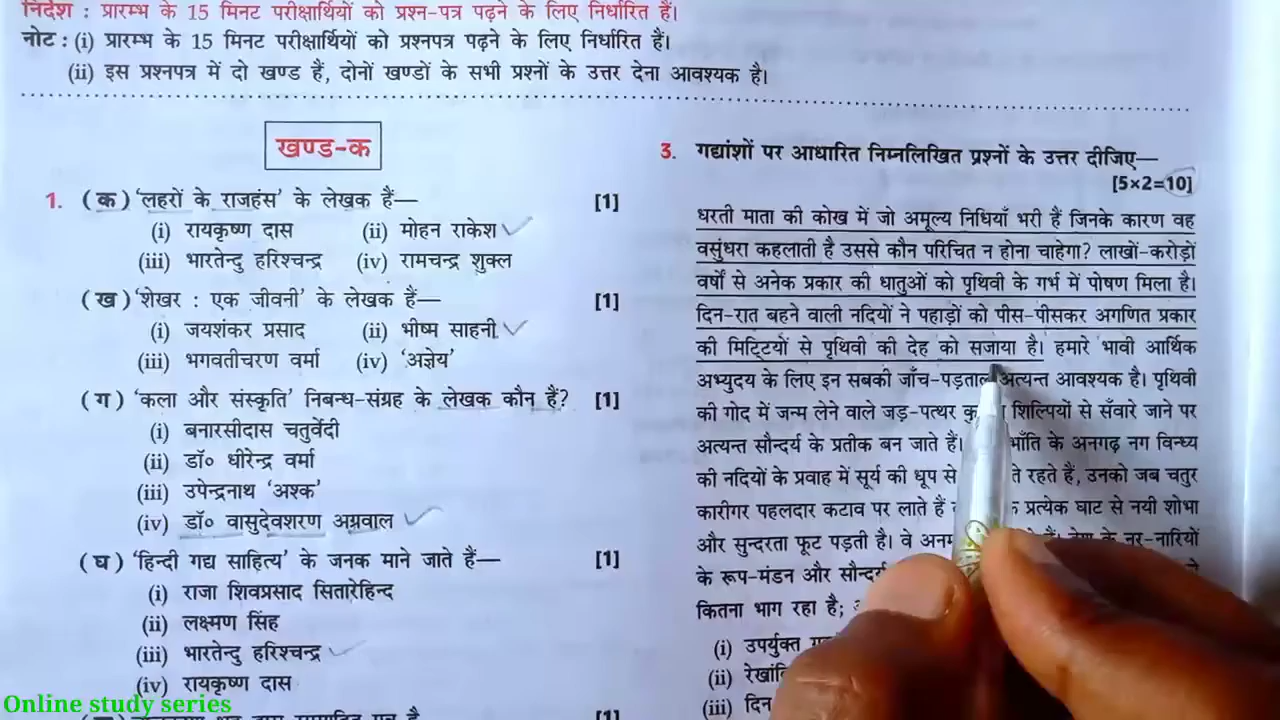 निर्देश : प्रारम्भ के 15 मिनट परीक्षार्थियों को प्रश्न-पत्र पढ़ने के लिए निर्धारित हैं।
नोट : (i) प्रारम्भ के 15 मिनट परीक्षार्थियों को प्रश्नपत्र पढ़ने के लिए निर्धारित हैं।
(ii) इस प्रश्नपत्र में दो खण्ड हैं, दोनों खण्डों के सभी प्रश्नों के उत्तर देना आवश्यक है।
खण्ड-क
1. (क) 'लहरों के राजहंस' के लेखक हैं— [1]
(i) रायकृष्ण दास (ii) मोहन राकेश
(iii) भारतेन्दु हरिश्चन्द्र (iv) रामचन्द्र शुक्ल
(ख) 'शेखर : एक जीवनी' के लेखक हैं— [1]
(i) जयशंकर प्रसाद (ii) भीष्म साहनी
(iii) भगवतीचरण वर्मा (iv) 'अज्ञेय'
(ग) 'कला और संस्कृति' निबन्ध-संग्रह के लेखक कौन हैं? [1]
(i) बनारसीदास चतुर्वेदी
(ii) डॉ० धीरेन्द्र वर्मा
(iii) उपेन्द्रनाथ 'अश्क'
(iv) डॉ० वासुदेवशरण अग्रवाल
(घ) 'हिन्दी गद्य साहित्य' के जनक माने जाते हैं— [1]
(i) राजा शिवप्रसाद सितारेहिन्द
(ii) लक्ष्मण सिंह
(iii) भारतेन्दु हरिश्चन्द्र
(iv) रायकृष्ण दास
[1]
3. गद्यांशों पर आधारित निम्नलिखित प्रश्नों के उत्तर दीजिए—
[5×2=10]
धरती माता की कोख में जो अमूल्य निधियाँ भरी हैं जिनके कारण वह
वसुंधरा कहलाती है उससे कौन परिचित न होना चाहेगा? लाखों-करोड़ों
वर्षों से अनेक प्रकार की धातुओं को पृथिवी के गर्भ में पोषण मिला है।
दिन-रात बहने वाली नदियों ने पहाड़ों को पीस-पीसकर अगणित प्रकार
की मिट्टियों से पृथिवी की देह को सजाया है। हमारे भावी आर्थिक
अभ्युदय के लिए इन सबकी जाँच-पड़ताल अत्यन्त आवश्यक है। पृथिवी
की गोद में जन्म लेने वाले जड़-पत्थर शिल्पियों से सँवारे जाने पर
अत्यन्त सौन्दर्य के प्रतीक बन जाते हैं। भाँति के अनगढ़ नग विन्ध्य
की नदियों के प्रवाह में सूर्य की धूप से रहते हैं, उनको जब चतुर
कारीगर पहलदार कटाव पर लाते हैं प्रत्येक घाट से नयी शोभा
और सुन्दरता फूट पड़ती है। वे नर-नारियों
के रूप-मंडन और
कितना भाग रहा है;
(i) उपर्युक्त
(ii)
(iii) दिन
Online study series